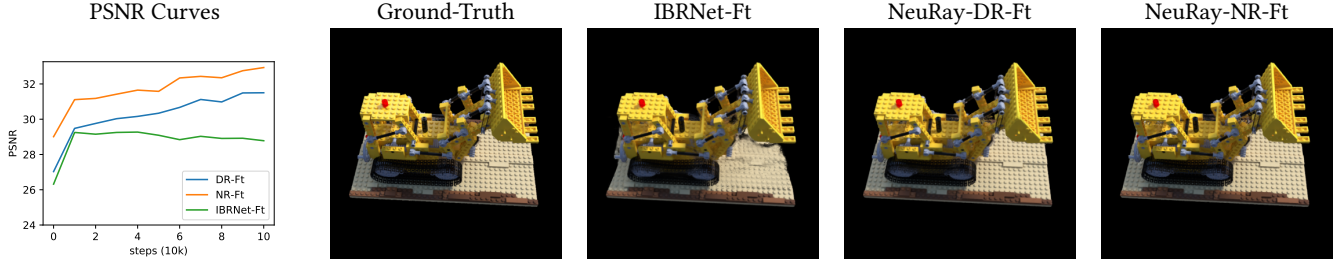 PSNR Curves
Ground-Truth
IBRNet-Ft
NeuRay-DR-Ft
NeuRay-NR-Ft
PSNR
32
30
28
26
24
DR-Ft
NR-Ft
IBRNet-Ft
0 2 4 6 8 10
steps (10k)